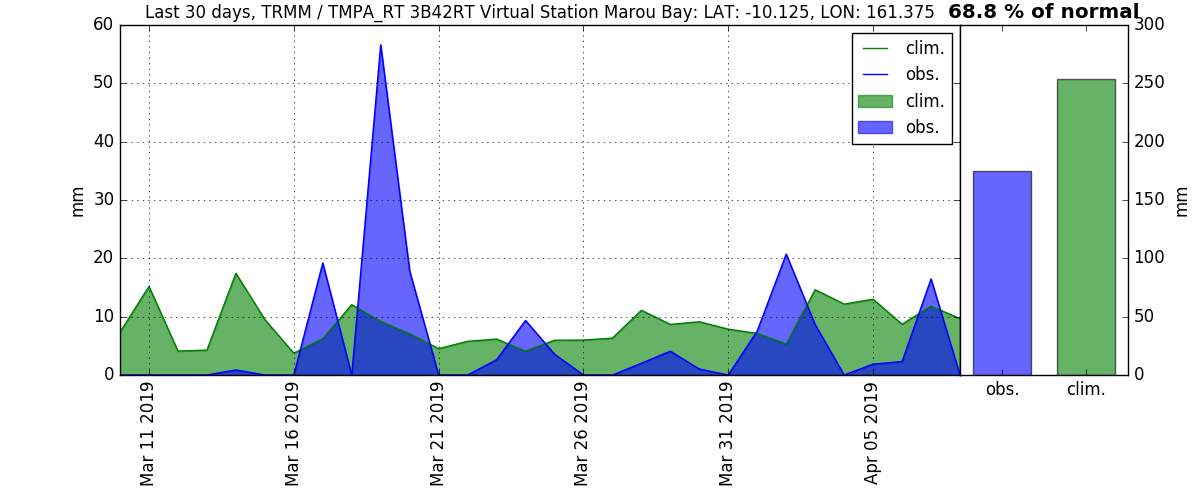 Last 30 days, TRMM / TMPA_RT 3B42RT Virtual Station Marou Bay: LAT: -10.125, LON: 161.375
68.8 % of normal
60
50
40
30
20
10
0
mm
clim.
obs.
clim.
obs.
Mar 11 2019
Mar 16 2019
Mar 21 2019
Mar 26 2019
Mar 31 2019
Apr 05 2019
300
250
200
150
100
50
0
mm
obs.
clim.